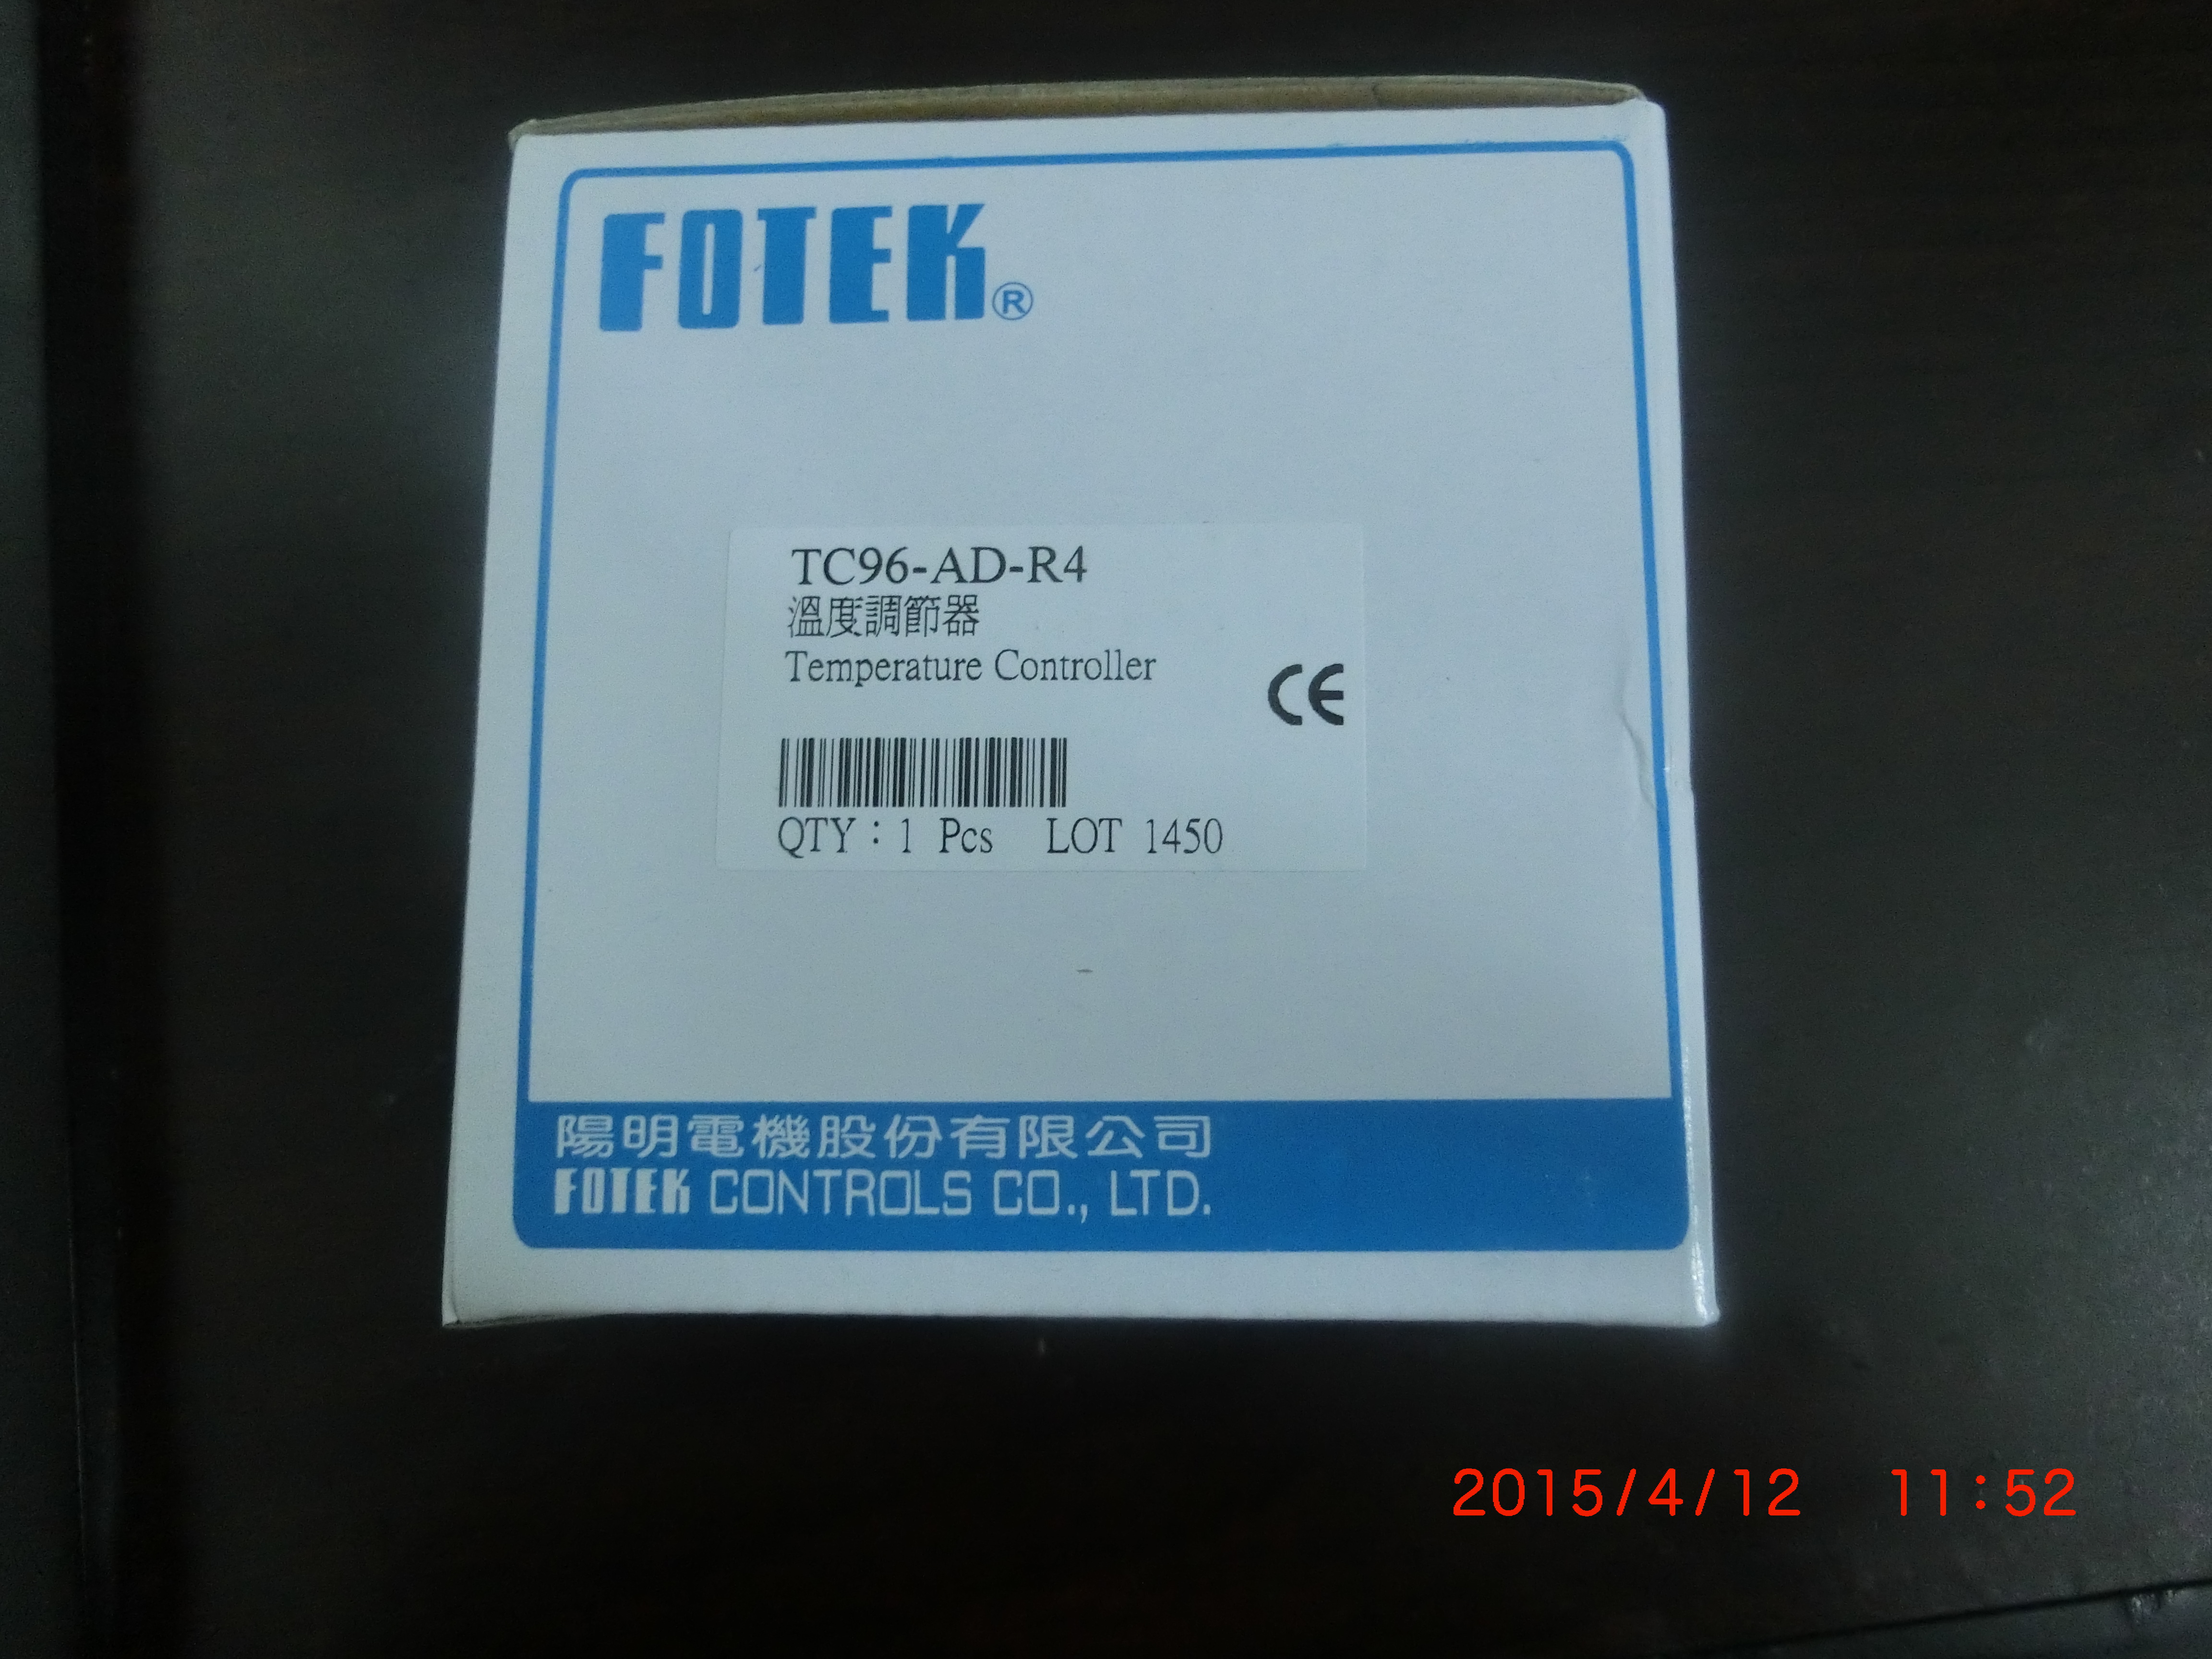 FOTEK®
TC96-AD-R4
溫度調節器
Temperature Controller
CE
QTY：1 Pcs LOT 1450
陽明電機股份有限公司
FOTEK CONTROLS CO., LTD.
2015/4/12 11:52